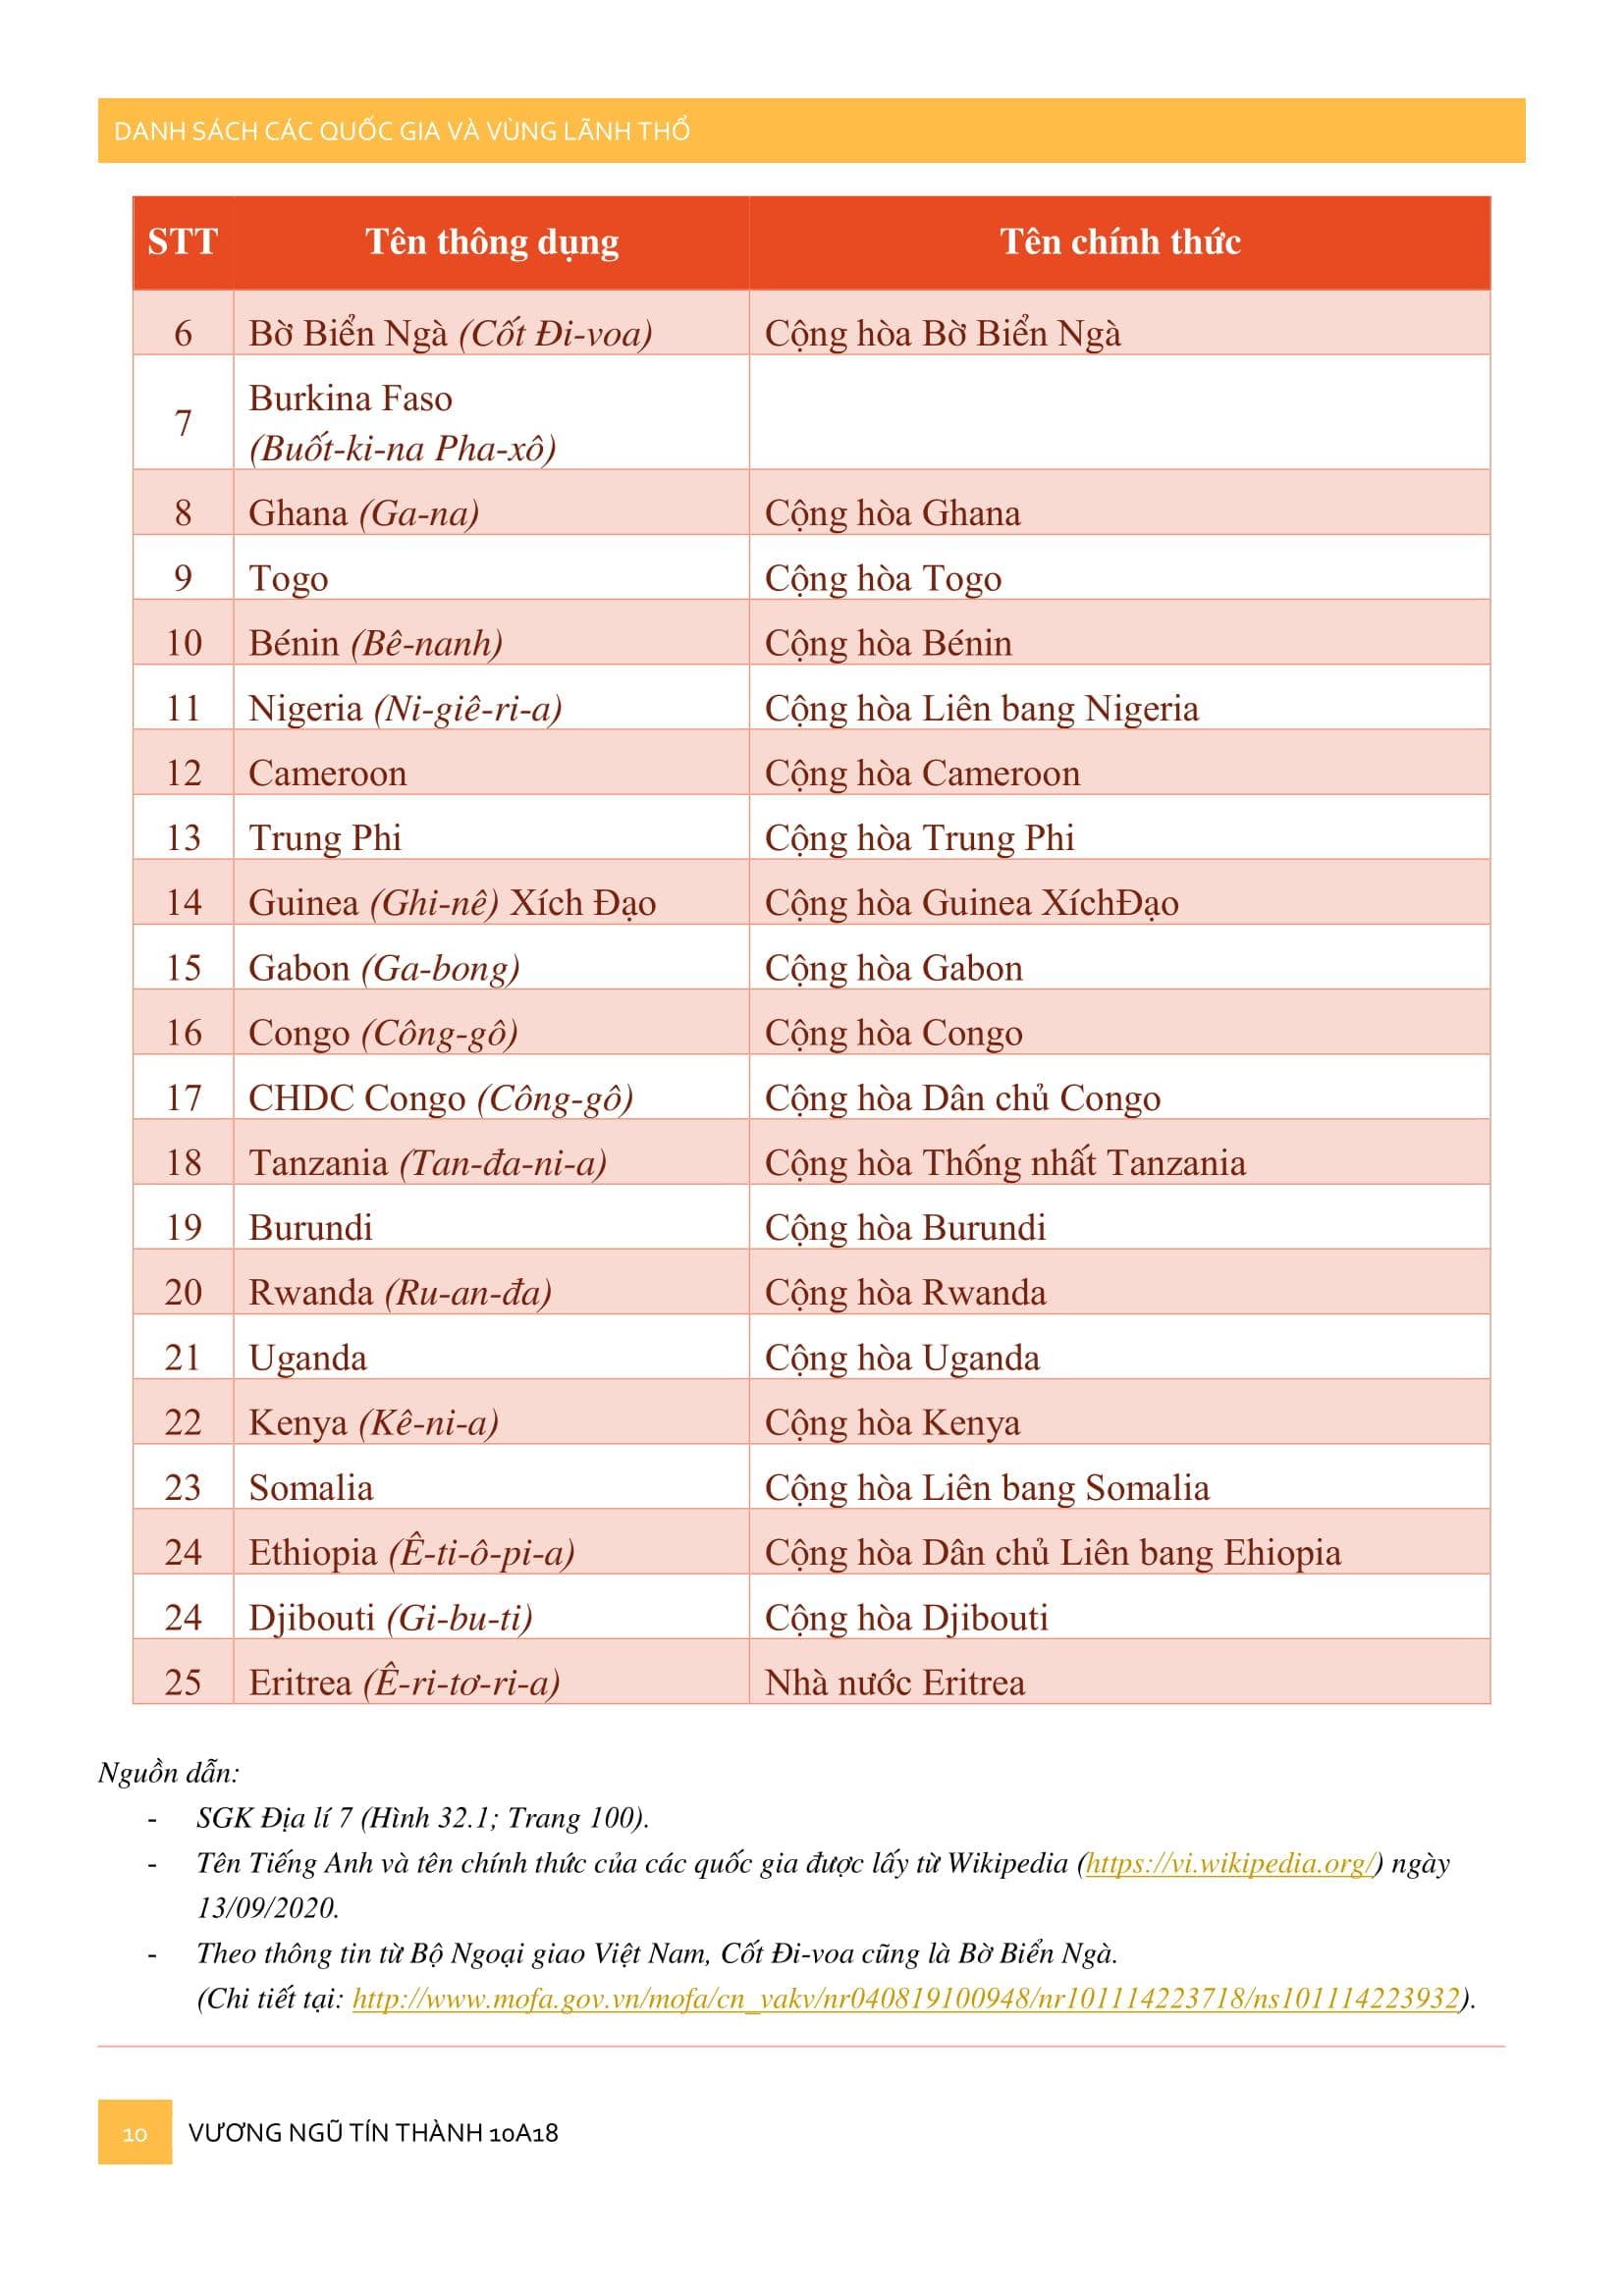 DANH SÁCH CÁC QUỐC GIA VÀ VÙNG LÃNH THỔ
STT Tên thông dụng Tên chính thức
6 Bờ Biển Ngà (Cốt Đi-voa) Cộng hòa Bờ Biển Ngà
7 Burkina Faso
(Buốt-ki-na Pha-xô)
8 Ghana (Ga-na) Cộng hòa Ghana
9 Togo Cộng hòa Togo
10 Bénin (Bê-nanh) Cộng hòa Bénin
11 Nigeria (Ni-giê-ri-a) Cộng hòa Liên bang Nigeria
12 Cameroon Cộng hòa Cameroon
13 Trung Phi Cộng hòa Trung Phi
14 Guinea (Ghi-nê) Xích Đạo Cộng hòa Guinea XíchĐạo
15 Gabon (Ga-bong) Cộng hòa Gabon
16 Congo (Công-gô) Cộng hòa Congo
17 CHDC Congo (Công-gô) Cộng hòa Dân chủ Congo
18 Tanzania (Tan-đa-ni-a) Cộng hòa Thống nhất Tanzania
19 Burundi Cộng hòa Burundi
20 Rwanda (Ru-an-đa) Cộng hòa Rwanda
21 Uganda Cộng hòa Uganda
22 Kenya (Kê-ni-a) Cộng hòa Kenya
23 Somalia Cộng hòa Liên bang Somalia
24 Ethiopia (Ê-ti-ô-pi-a) Cộng hòa Dân chủ Liên bang Ehiopia
24 Djibouti (Gi-bu-ti) Cộng hòa Djibouti
25 Eritrea (Ê-ri-tơ-ri-a) Nhà nước Eritrea
Nguồn dẫn:
- SGK Địa lí 7 (Hình 32.1; Trang 100).
- Tên Tiếng Anh và tên chính thức của các quốc gia được lấy từ Wikipedia (https://vi.wikipedia.org/) ngày
13/09/2020.
- Theo thông tin từ Bộ Ngoại giao Việt Nam, Cốt Đi-voa cũng là Bờ Biển Ngà.
(Chi tiết tại: http://www.mofa.gov.vn/mofa/cn_vakv/nr040819100948/nr101114223718/ns101114223932).
10 VƯƠNG NGŨ TÍN THÀNH 10A18